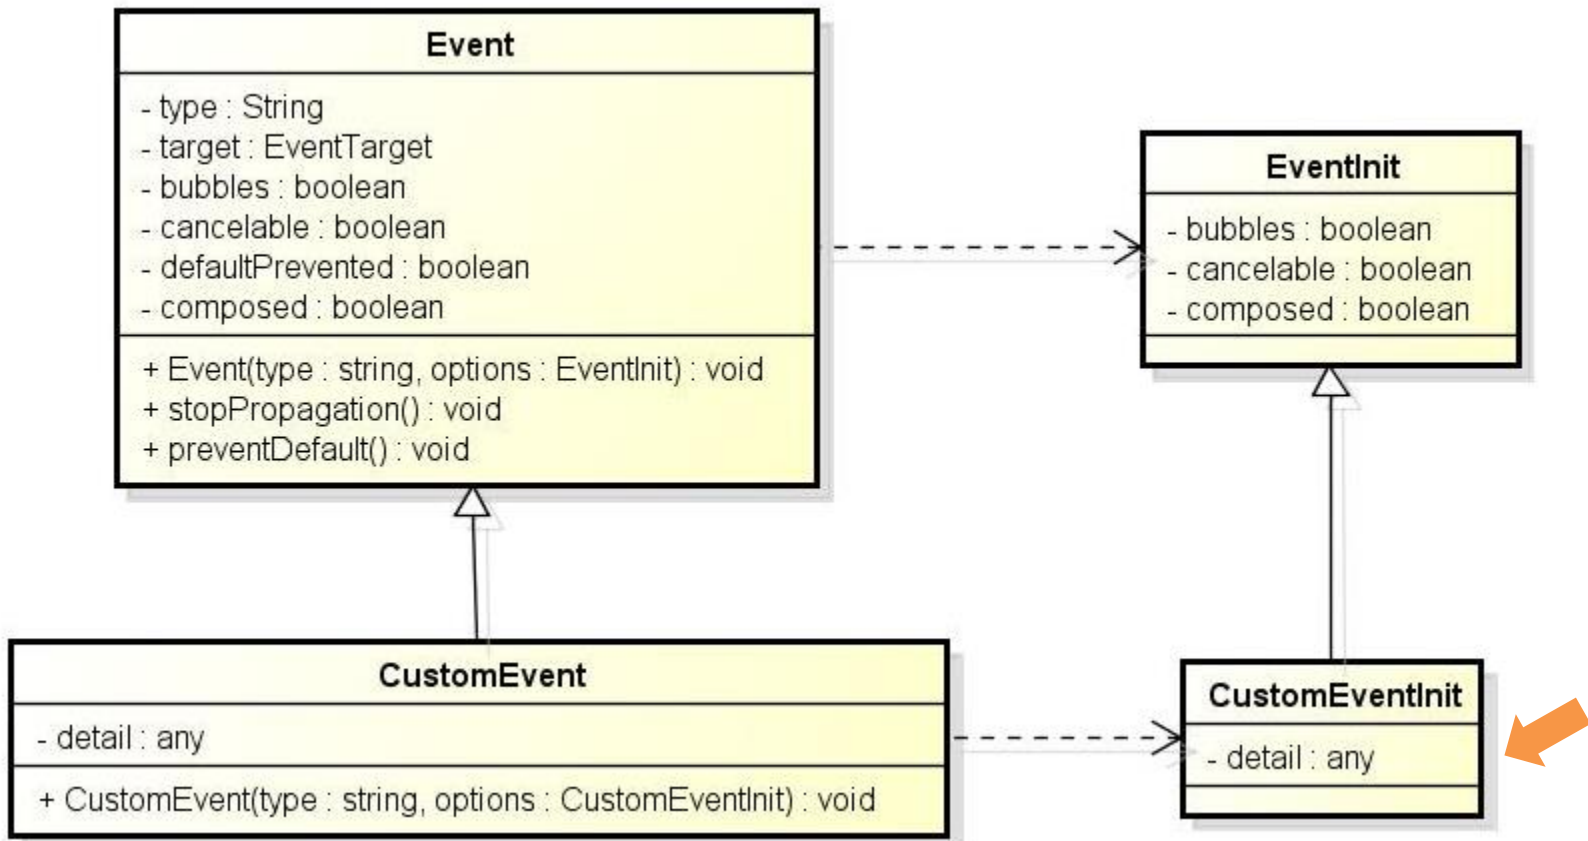 Event
- type : String
- target : EventTarget
- bubbles : boolean
- cancelable : boolean
- defaultPrevented : boolean
- composed : boolean
+ Event(type : string, options : EventInit) : void
+ stopPropagation() : void
+ preventDefault() : void
EventInit
- bubbles : boolean
- cancelable : boolean
- composed : boolean
CustomEvent
- detail : any
+ CustomEvent(type : string, options : CustomEventInit) : void
CustomEventInit
- detail : any